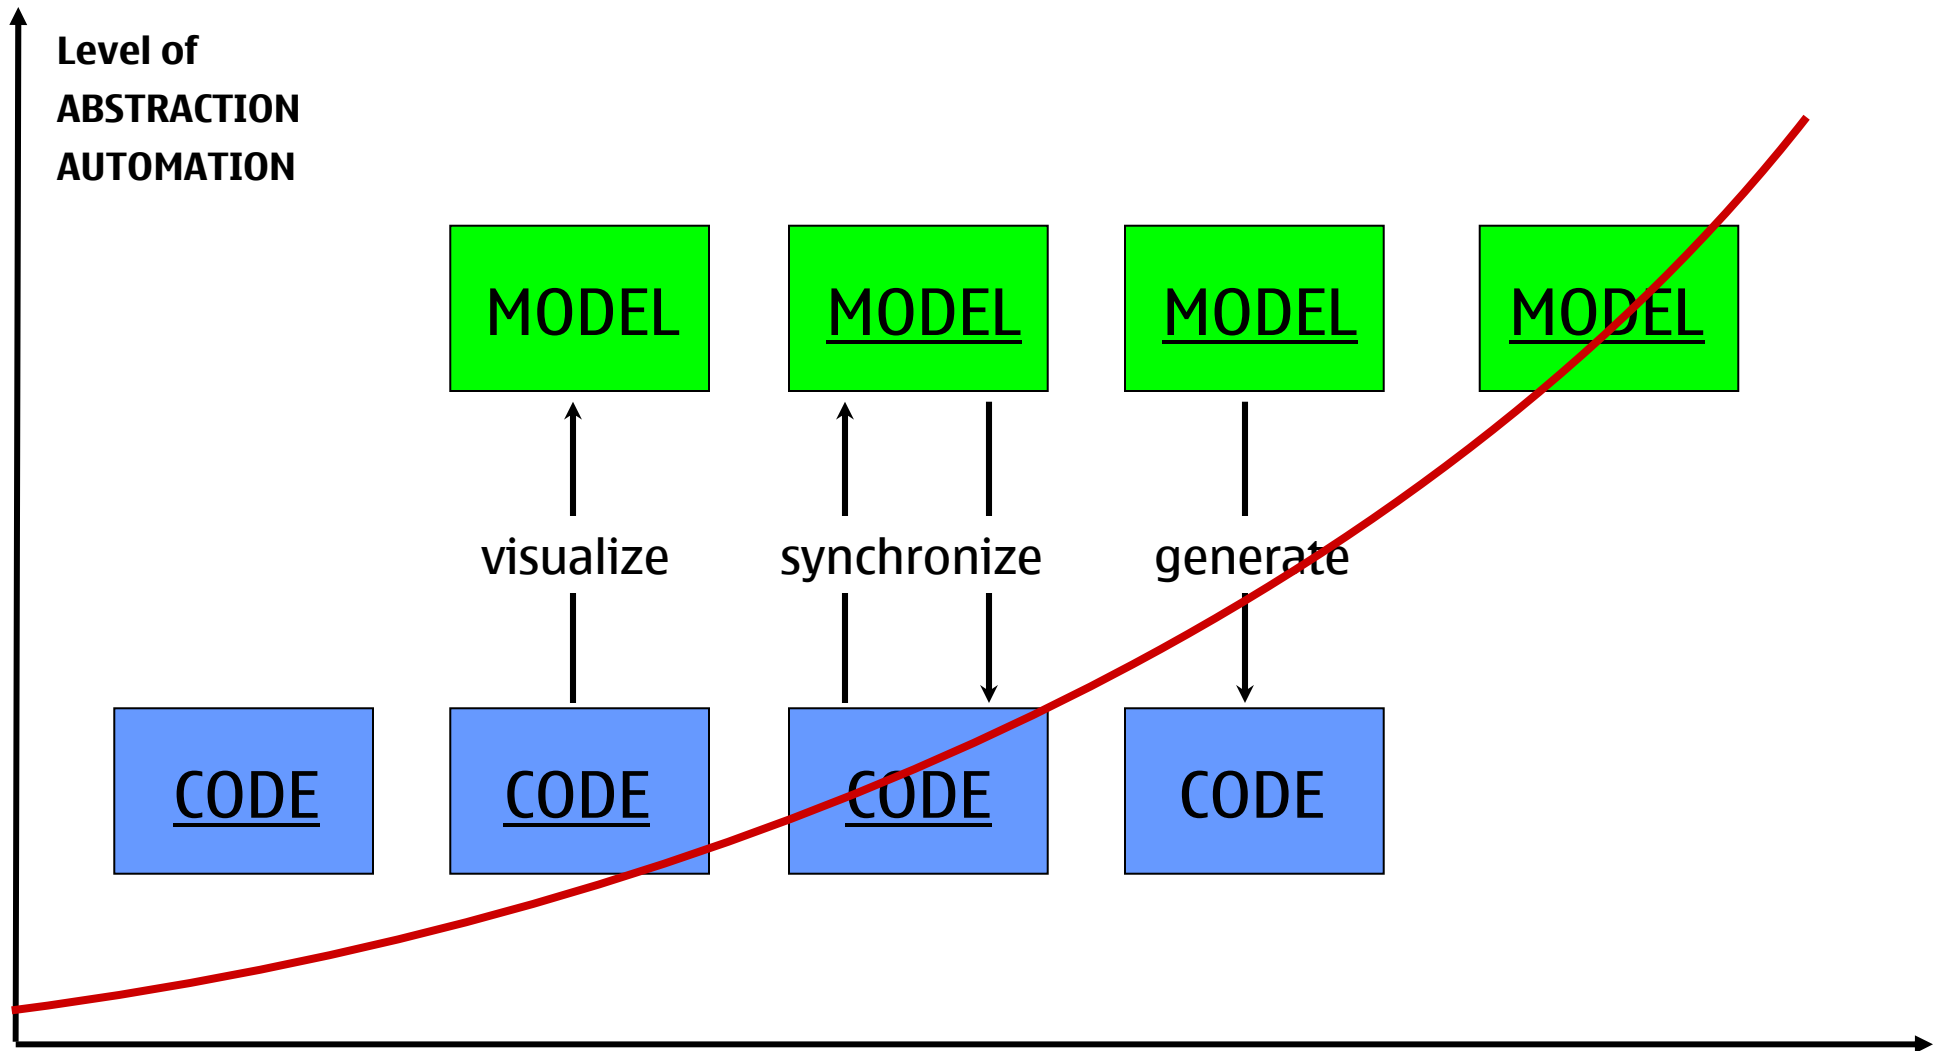 Level of
ABSTRACTION
AUTOMATION
MODEL MODEL MODEL MODEL
visualize synchronize generate
CODE CODE CODE CODE